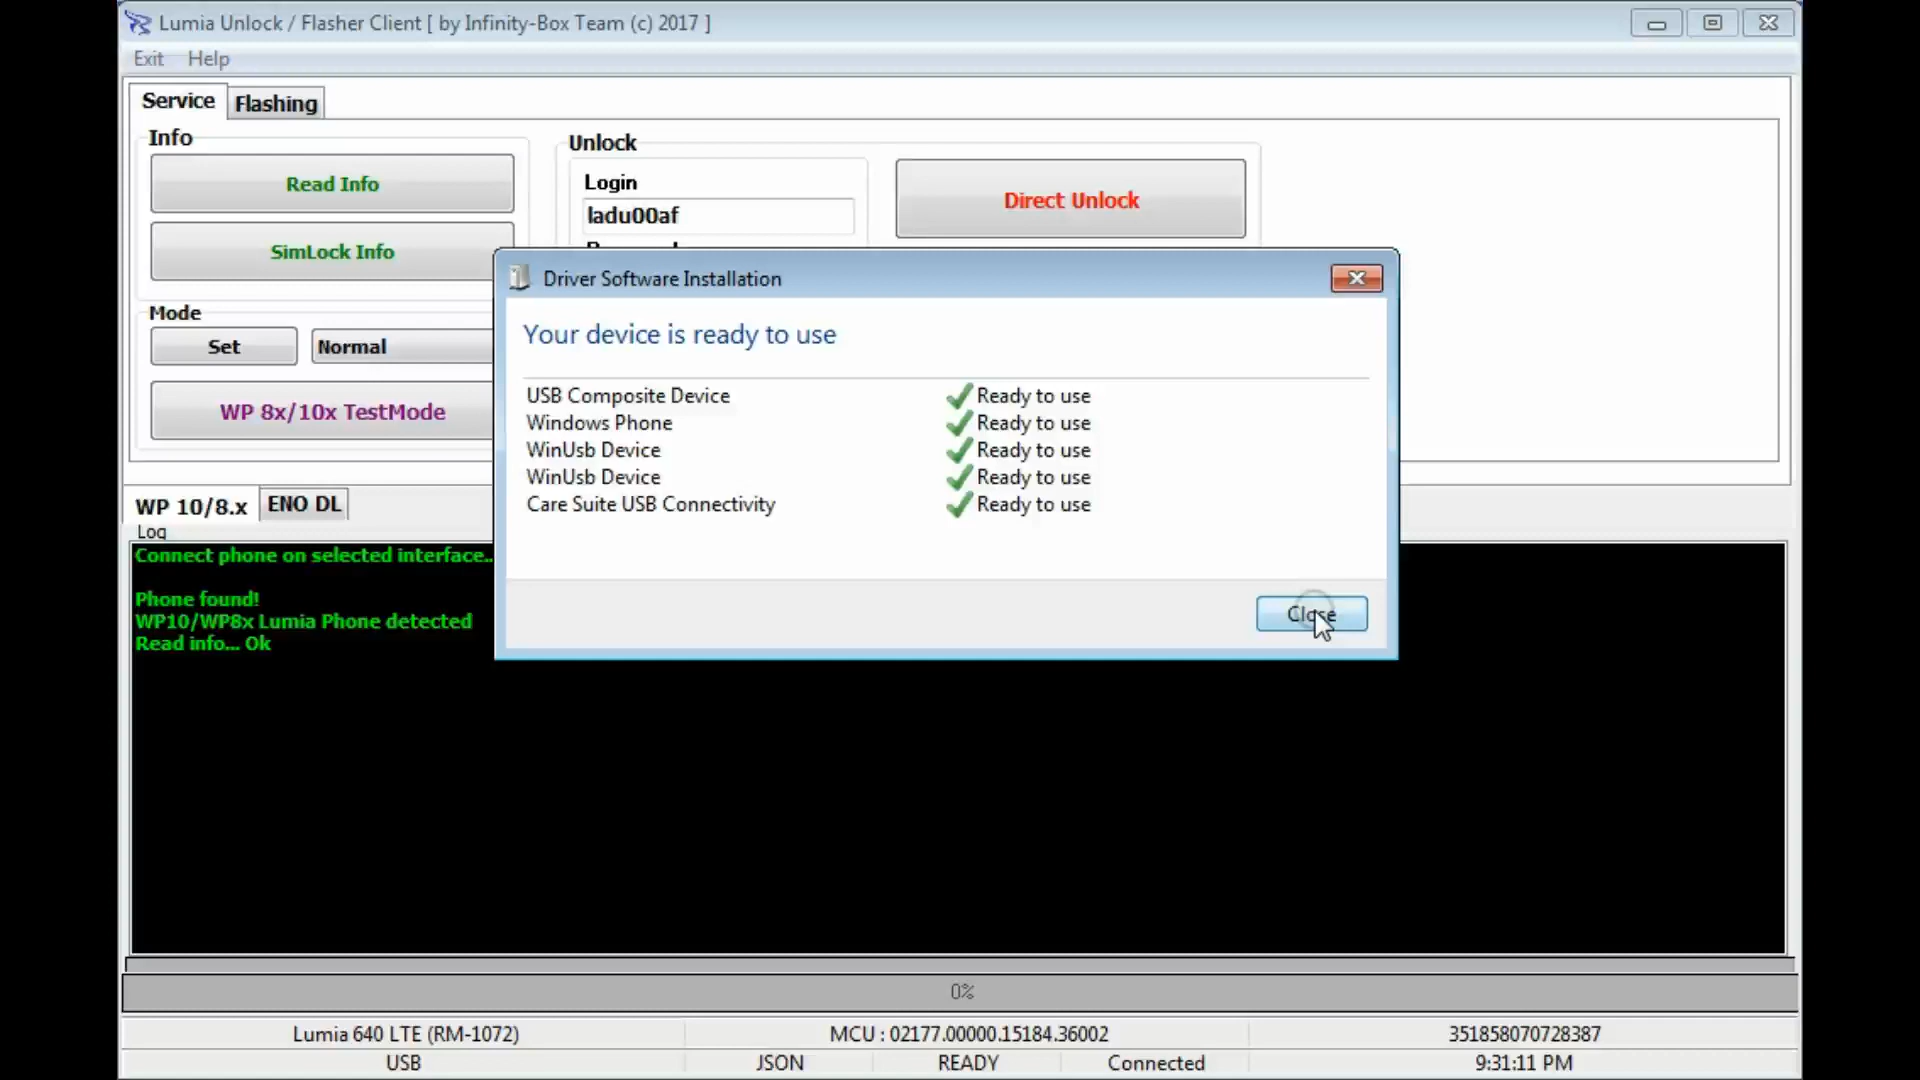 Lumia Unlock / Flasher Client [ by Infinity-Box Team (c) 2017 ]
Exit Help
Service Flashing
Info
Read Info
SimLock Info
Unlock
Login
ladu00af
Direct Unlock
Mode
Set Normal
WP 8x/10x TestMode
Driver Software Installation
Your device is ready to use
USB Composite Device Ready to use
Windows Phone Ready to use
WinUsb Device Ready to use
WinUsb Device Ready to use
Care Suite USB Connectivity Ready to use
Close
WP 10/8.x ENO DL
Log
Connect phone on selected interface..
Phone found!
WP10/WP8x Lumia Phone detected
Read info... Ok
0%
Lumia 640 LTE (RM-1072) MCU : 02177.00000.15184.36002 351858070728387
USB JSON READY Connected 9:31:11 PM